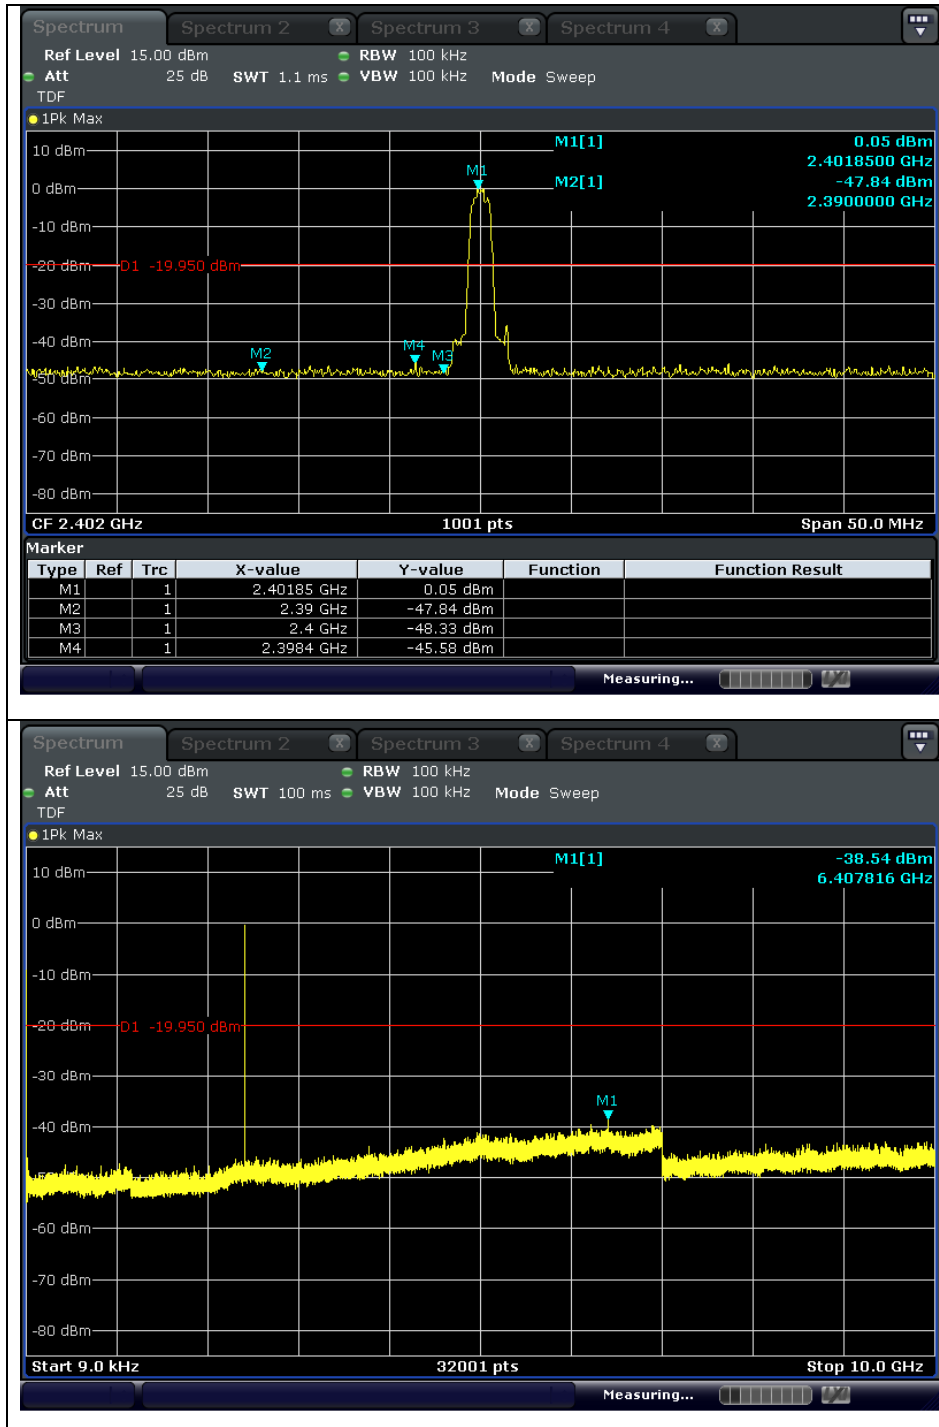 Spectrum Spectrum 2 X Spectrum 3 X Spectrum 4 X
Ref Level 15.00 dBm RBW 100 kHz
Att 25 dB SWT 1.1 ms VBW 100 kHz Mode Sweep
TDF
1Pk Max
M1[1] 0.05 dBm
2.4018500 GHz
M2[1] -47.84 dBm
2.3900000 GHz
10 dBm
M1
0 dBm
-10 dBm
-20 dBm D1 -19.950 dBm
-30 dBm
-40 dBm
M2 M4 M3
-50 dBm
-60 dBm
-70 dBm
-80 dBm
CF 2.402 GHz 1001 pts Span 50.0 MHz
Marker
Type Ref Trc X-value Y-value Function Function Result
M1 1 2.40185 GHz 0.05 dBm
M2 1 2.39 GHz -47.84 dBm
M3 1 2.4 GHz -48.33 dBm
M4 1 2.3984 GHz -45.58 dBm
Measuring...
Spectrum Spectrum 2 X Spectrum 3 X Spectrum 4 X
Ref Level 15.00 dBm RBW 100 kHz
Att 25 dB SWT 100 ms VBW 100 kHz Mode Sweep
TDF
1Pk Max
M1[1] -38.54 dBm
6.407816 GHz
10 dBm
0 dBm
-10 dBm
-20 dBm D1 -19.950 dBm
-30 dBm
M1
-40 dBm
-60 dBm
-70 dBm
-80 dBm
Start 9.0 kHz 32001 pts Stop 10.0 GHz
Measuring...